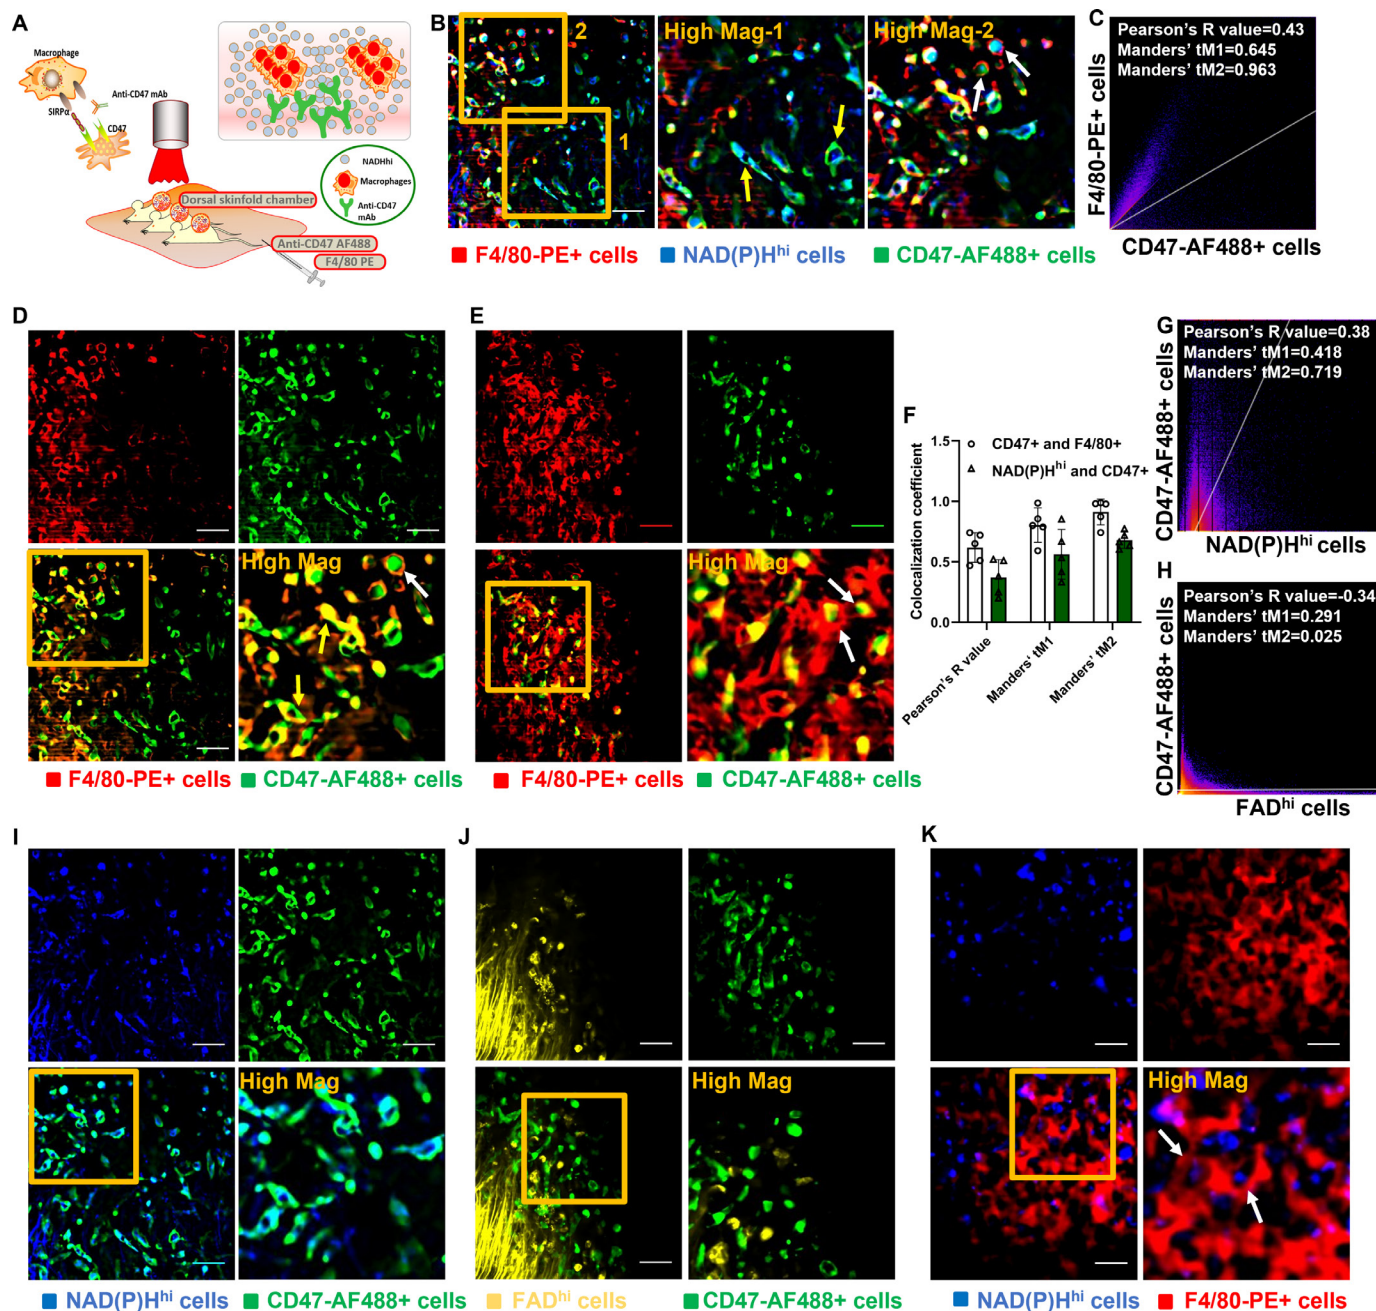 A
Macrophage
Anti-CD47 mAb
SIRPα
CD47
NADHhi
Macrophages
Anti-CD47
mAb
Dorsal skinfold chamber
Anti-CD47 AF488
F4/80 PE
B
2
1
High Mag-1
High Mag-2
F4/80-PE+ cells
NAD(P)Hhi cells
CD47-AF488+ cells
C
Pearson's R value=0.43
Manders' tM1=0.645
Manders' tM2=0.963
F4/80-PE+ cells
CD47-AF488+ cells
D
High Mag
F4/80-PE+ cells
CD47-AF488+ cells
E
High Mag
F4/80-PE+ cells
CD47-AF488+ cells
F
Colocalization coefficient
1.5
1.0
0.5
0.0
CD47+ and F4/80+
NAD(P)Hhi and CD47+
Pearson's R value
Manders' tM1
Manders' tM2
G
Pearson's R value=0.38
Manders' tM1=0.418
Manders' tM2=0.719
CD47-AF488+ cells
NAD(P)Hhi cells
H
Pearson's R value=-0.34
Manders' tM1=0.291
Manders' tM2=0.025
CD47-AF488+ cells
FADhi cells
I
High Mag
NAD(P)Hhi cells
CD47-AF488+ cells
J
High Mag
FADhi cells
CD47-AF488+ cells
K
High Mag
NAD(P)Hhi cells
F4/80-PE+ cells